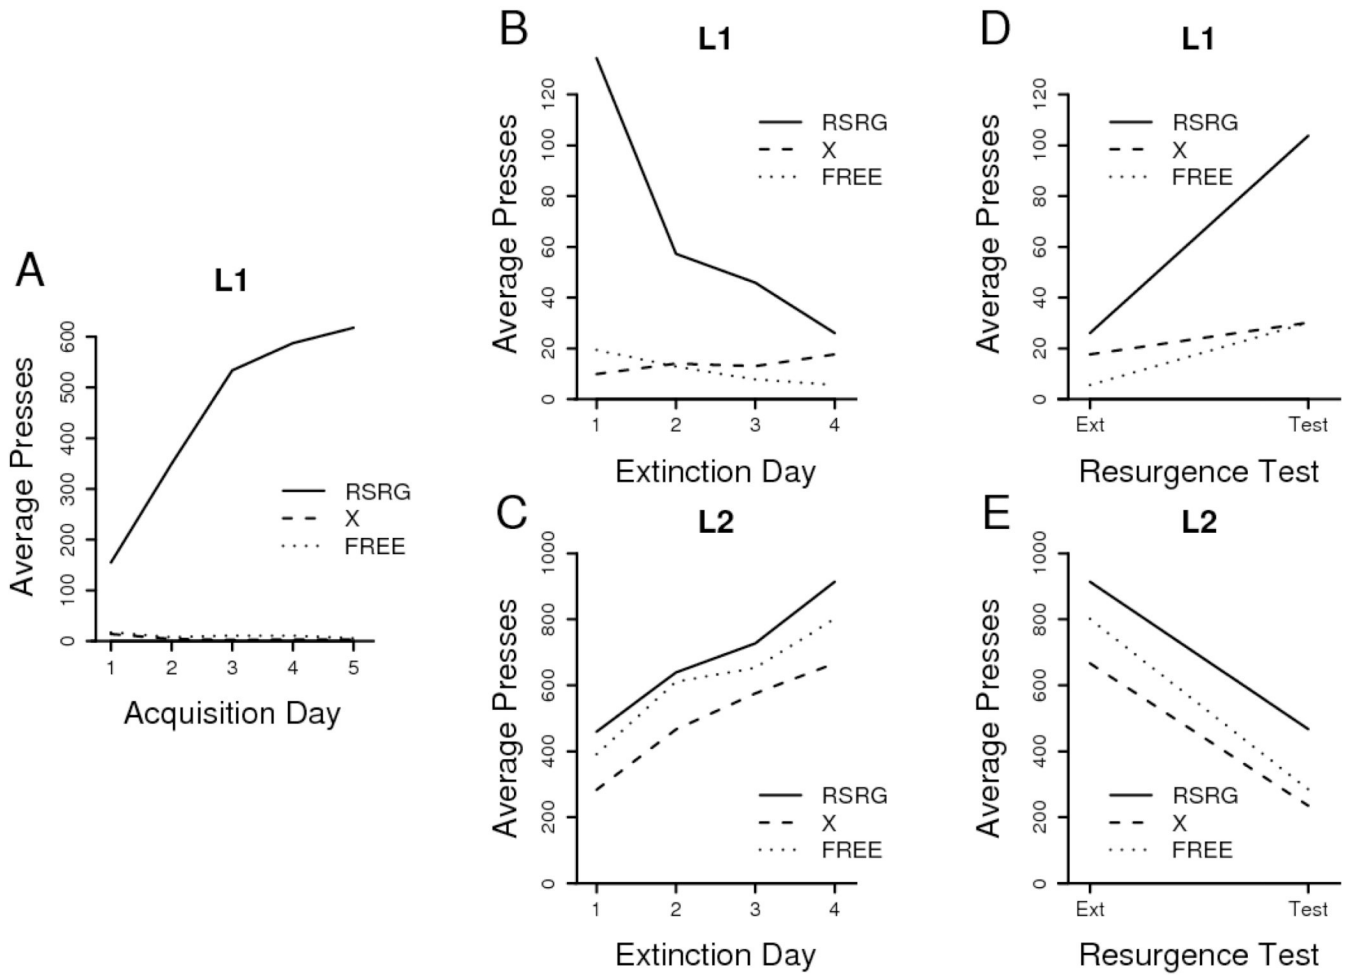 A
L1
Average Presses
0
100
200
300
400
500
600
RSRG
X
FREE
1 2 3 4 5
Acquisition Day
B
L1
Average Presses
0
20
40
60
80
100
120
RSRG
X
FREE
1 2 3 4
Extinction Day
C
L2
Average Presses
0
200
400
600
800
1000
RSRG
X
FREE
1 2 3 4
Extinction Day
D
L1
Average Presses
0
20
40
60
80
100
120
RSRG
X
FREE
Ext Test
Resurgence Test
E
L2
Average Presses
0
200
400
600
800
1000
RSRG
X
FREE
Ext Test
Resurgence Test